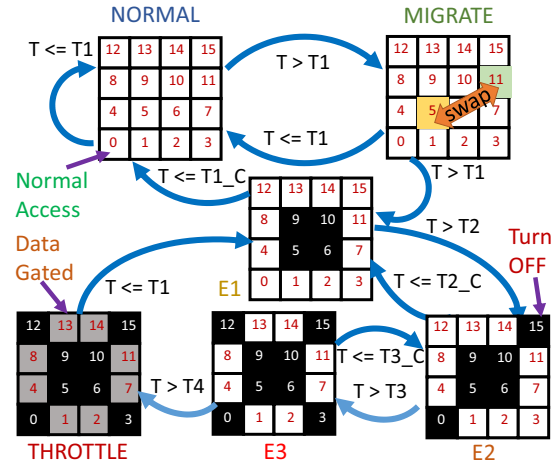 NORMAL
MIGRATE
T <= T1
12 13 14 15
8 9 10 11
4 5 6 7
0 1 2 3
T > T1
T <= T1
12 13 14 15
8 9 10 11
4 5 7
swap
0 1 2 3
Normal
Access
T <= T1_C
T > T1
12 13 14 15
8 9 10 11
4 5 6 7
0 1 2 3
E1
T > T2
T <= T2_C
Turn
OFF
Data
Gated
T <= T1
12 13 14 15
8 9 10 11
4 5 6 7
0 1 2 3
THROTTLE
T > T4
12 13 14 15
8 9 10 11
4 5 6 7
0 1 2 3
E3
T <= T3_C
T > T3
12 13 14 15
8 9 10 11
4 5 6 7
0 1 2 3
E2